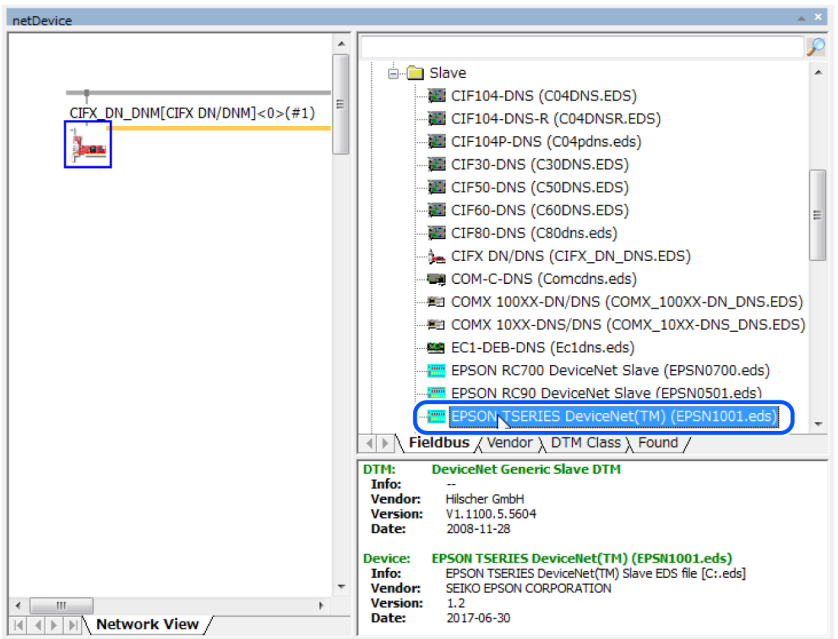 netDevice
CIFX_DN_DNM[CIFX DN/DNM]<0>(#1)
Network View
Slave
CIF104-DNS (C04DNS.EDS)
CIF104-DNS-R (C04DNSR.EDS)
CIF104P-DNS (C04pdns.eds)
CIF30-DNS (C30DNS.EDS)
CIF50-DNS (C50DNS.EDS)
CIF60-DNS (C60DNS.EDS)
CIF80-DNS (C80dns.eds)
CIFX DN/DNS (CIFX_DN_DNS.EDS)
COM-C-DNS (Comcdns.eds)
COMX 100XX-DN/DNS (COMX_100XX-DN_DNS.EDS)
COMX 10XX-DNS/DNS (COMX_10XX-DNS_DNS.EDS)
EC1-DEB-DNS (Ec1dns.eds)
EPSON RC700 DeviceNet Slave (EPSN0700.eds)
EPSON RC90 DeviceNet Slave (EPSN0501.eds)
EPSON TSERIES DeviceNet(TM) (EPSN1001.eds)
Fieldbus Vendor DTM Class Found
DTM: DeviceNet Generic Slave DTM
Info: --
Vendor: Hilscher GmbH
Version: V1.1100.5.5604
Date: 2008-11-28
Device: EPSON TSERIES DeviceNet(TM) (EPSN1001.eds)
Info: EPSON TSERIES DeviceNet(TM) Slave EDS file [C:.eds]
Vendor: SEIKO EPSON CORPORATION
Version: 1.2
Date: 2017-06-30